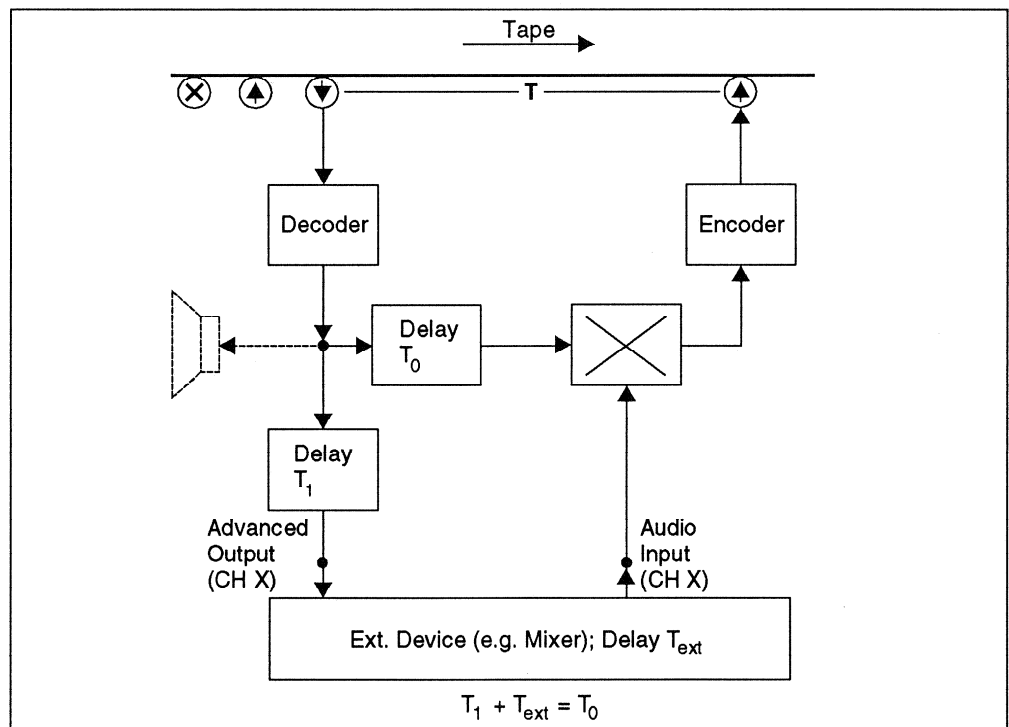 Tape
T
Decoder
Encoder
Delay
T0
Delay
T1
Advanced
Output
(CH X)
Audio
Input
(CH X)
Ext. Device (e.g. Mixer); Delay Text
T1 + Text = T0